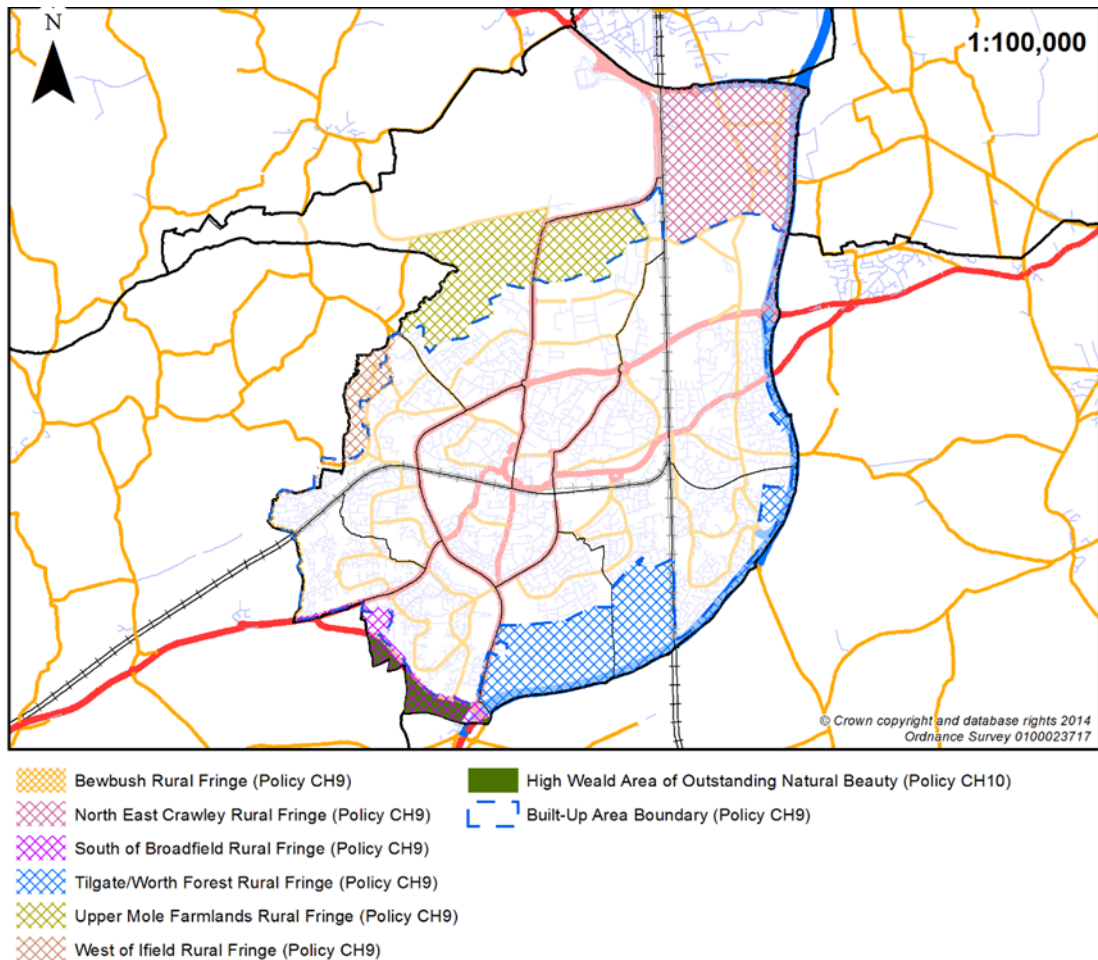 N
1:100,000
© Crown copyright and database rights 2014
Ordnance Survey 0100023717
Bewbush Rural Fringe (Policy CH9)
North East Crawley Rural Fringe (Policy CH9)
South of Broadfield Rural Fringe (Policy CH9)
Tilgate/Worth Forest Rural Fringe (Policy CH9)
Upper Mole Farmlands Rural Fringe (Policy CH9)
West of Ifield Rural Fringe (Policy CH9)
High Weald Area of Outstanding Natural Beauty (Policy CH10)
Built-Up Area Boundary (Policy CH9)